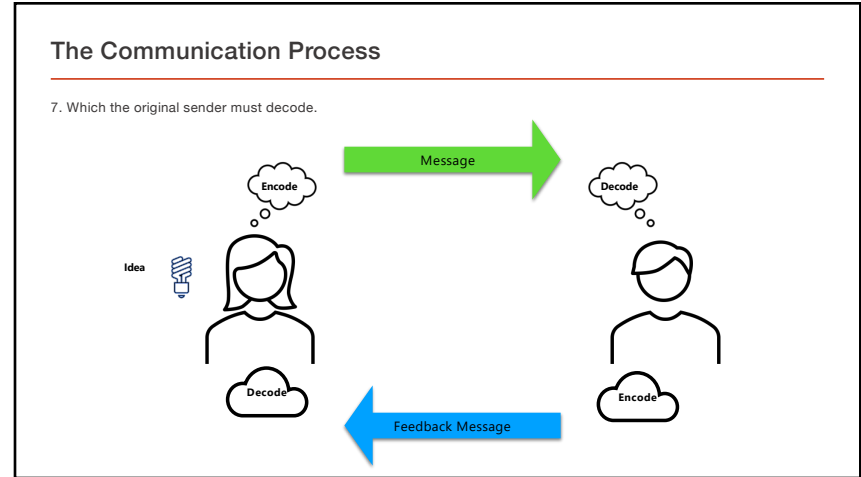 The Communication Process
7. Which the original sender must decode.
Message
Encode
Decode
Idea
Decode
Encode
Feedback Message